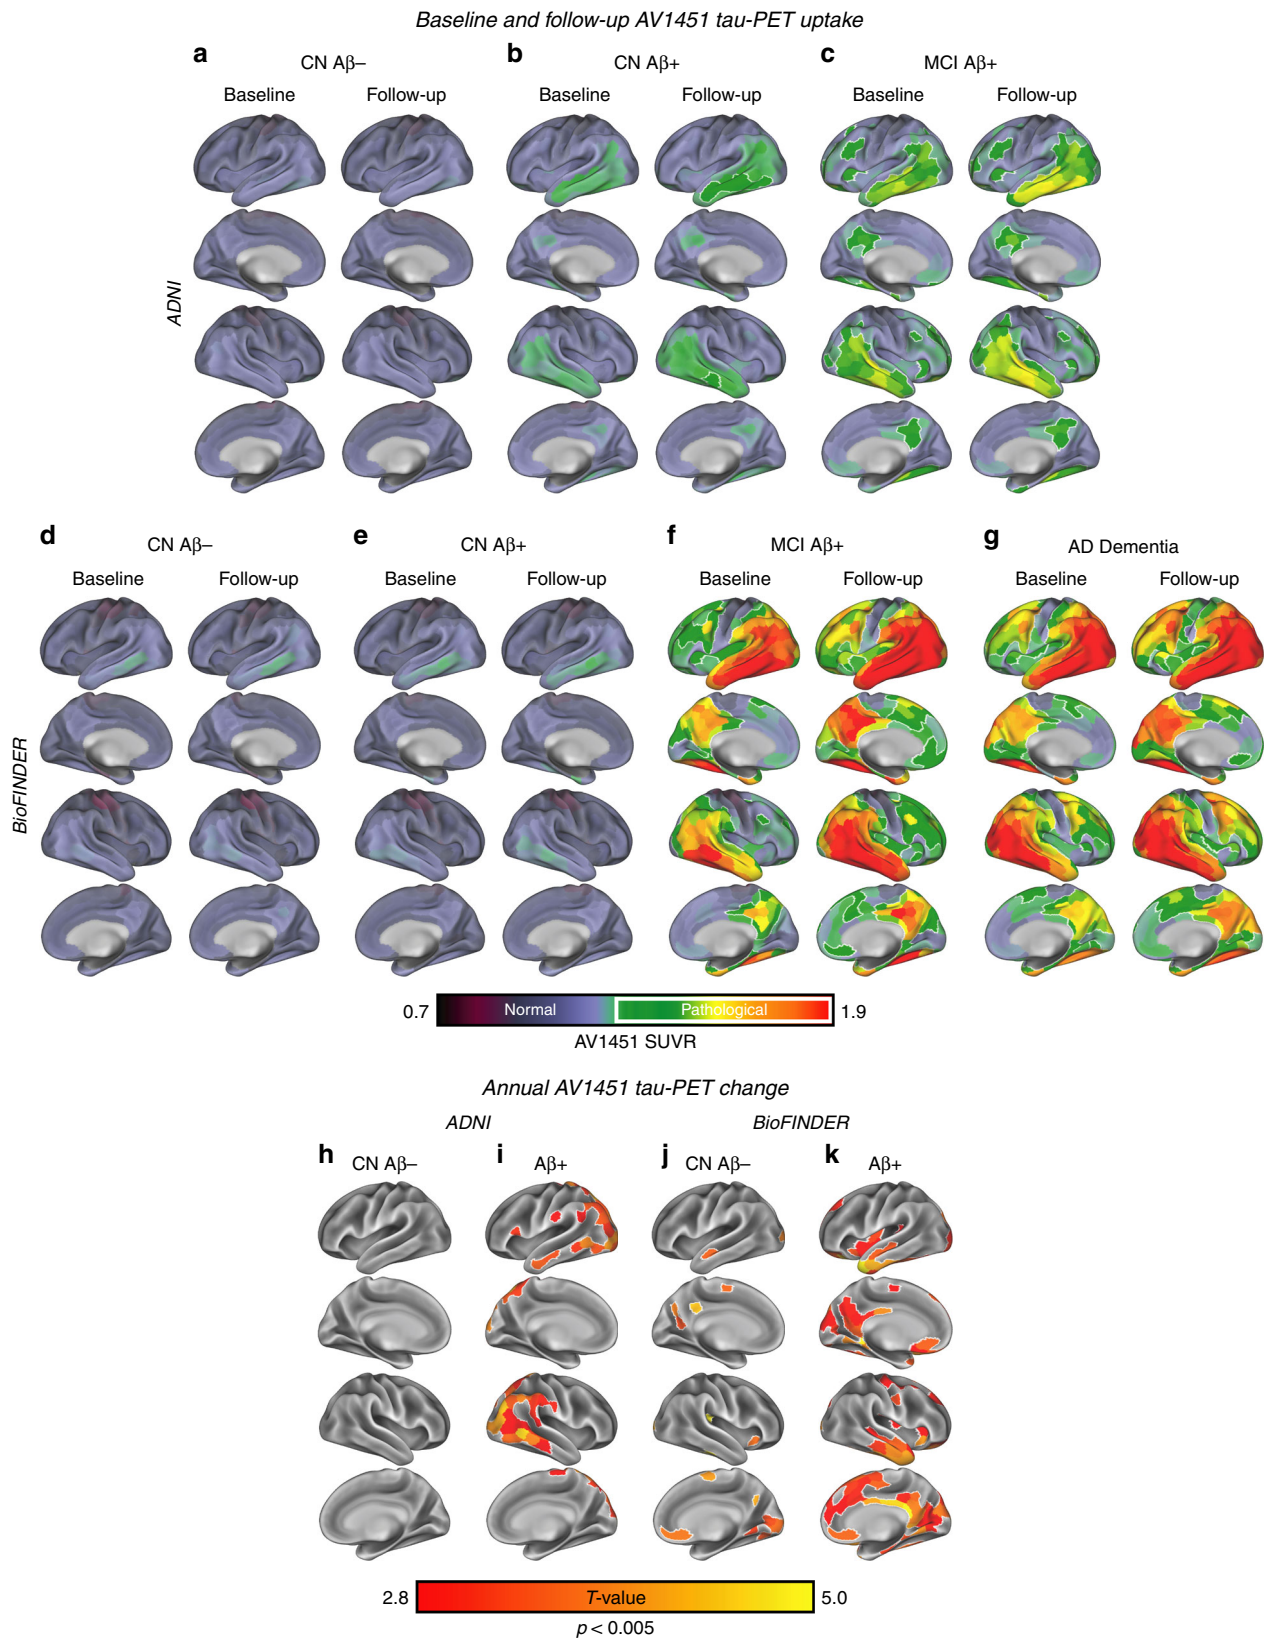 Baseline and follow-up AV1451 tau-PET uptake
a b c
CN Aβ− CN Aβ+ MCI Aβ+
Baseline Follow-up Baseline Follow-up Baseline Follow-up
ADNI
d e f g
CN Aβ− CN Aβ+ MCI Aβ+ AD Dementia
Baseline Follow-up Baseline Follow-up Baseline Follow-up Baseline Follow-up
BioFINDER
0.7 Normal Pathological 1.9
AV1451 SUVR
Annual AV1451 tau-PET change
ADNI BioFINDER
h i j k
CN Aβ− Aβ+ CN Aβ− Aβ+
2.8 T-value 5.0
p < 0.005